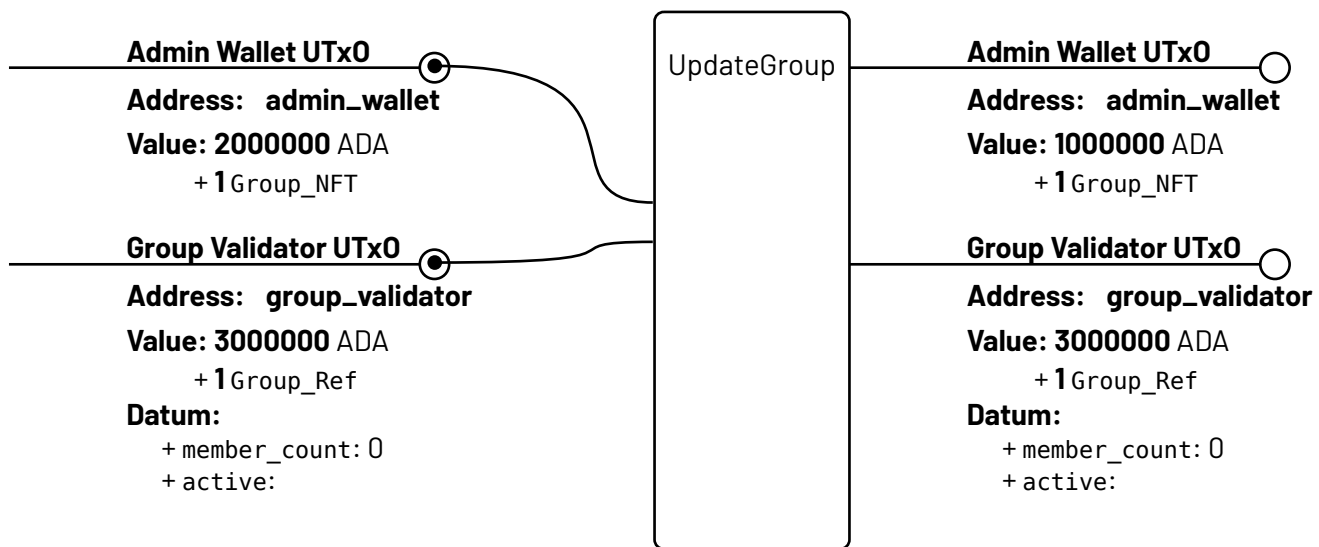 Admin Wallet UTxO
Address: admin_wallet
Value: 2000000 ADA
+ 1 Group_NFT
Group Validator UTxO
Address: group_validator
Value: 3000000 ADA
+ 1 Group_Ref
Datum:
+ member_count: 0
+ active:
UpdateGroup
Admin Wallet UTxO
Address: admin_wallet
Value: 1000000 ADA
+ 1 Group_NFT
Group Validator UTxO
Address: group_validator
Value: 3000000 ADA
+ 1 Group_Ref
Datum:
+ member_count: 0
+ active: